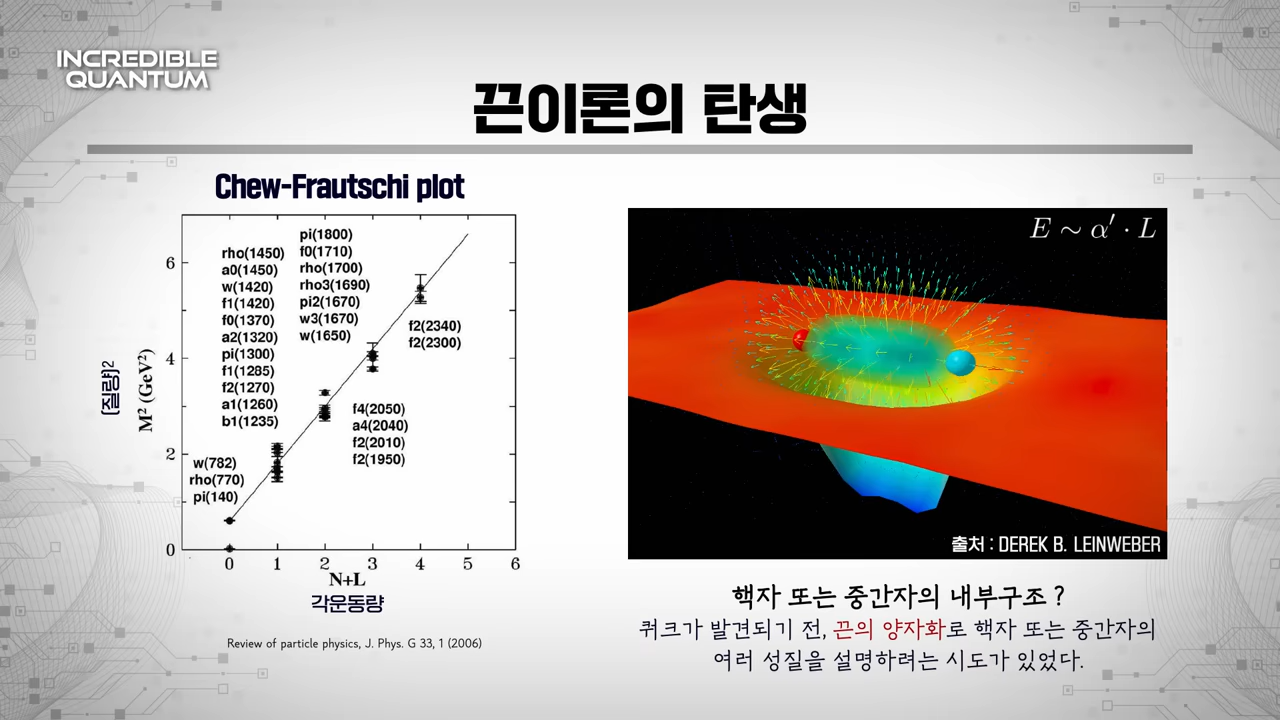 INCREDIBLE
QUANTUM
끈이론의 탄생
Chew-Frautschi plot
[질량]2
M² (GeV²)
6
4
2
0
rho(1450)
a0(1450)
w(1420)
f1(1420)
f0(1370)
a2(1320)
pi(1300)
f1(1285)
f2(1270)
a1(1260)
b1(1235)
pi(1800)
f0(1710)
rho(1700)
rho3(1690)
pi2(1670)
w3(1670)
w(1650)
f2(2340)
f2(2300)
f4(2050)
a4(2040)
f2(2010)
f2(1950)
w(782)
rho(770)
pi(140)
0 1 2 3 4 5 6
N+L
각운동량
Review of particle physics, J. Phys. G 33, 1 (2006)
E ∼ α′ · L
출처 : DEREK B. LEINWEBER
핵자 또는 중간자의 내부구조 ?
쿼크가 발견되기 전, 끈의 양자화로 핵자 또는 중간자의
여러 성질을 설명하려는 시도가 있었다.